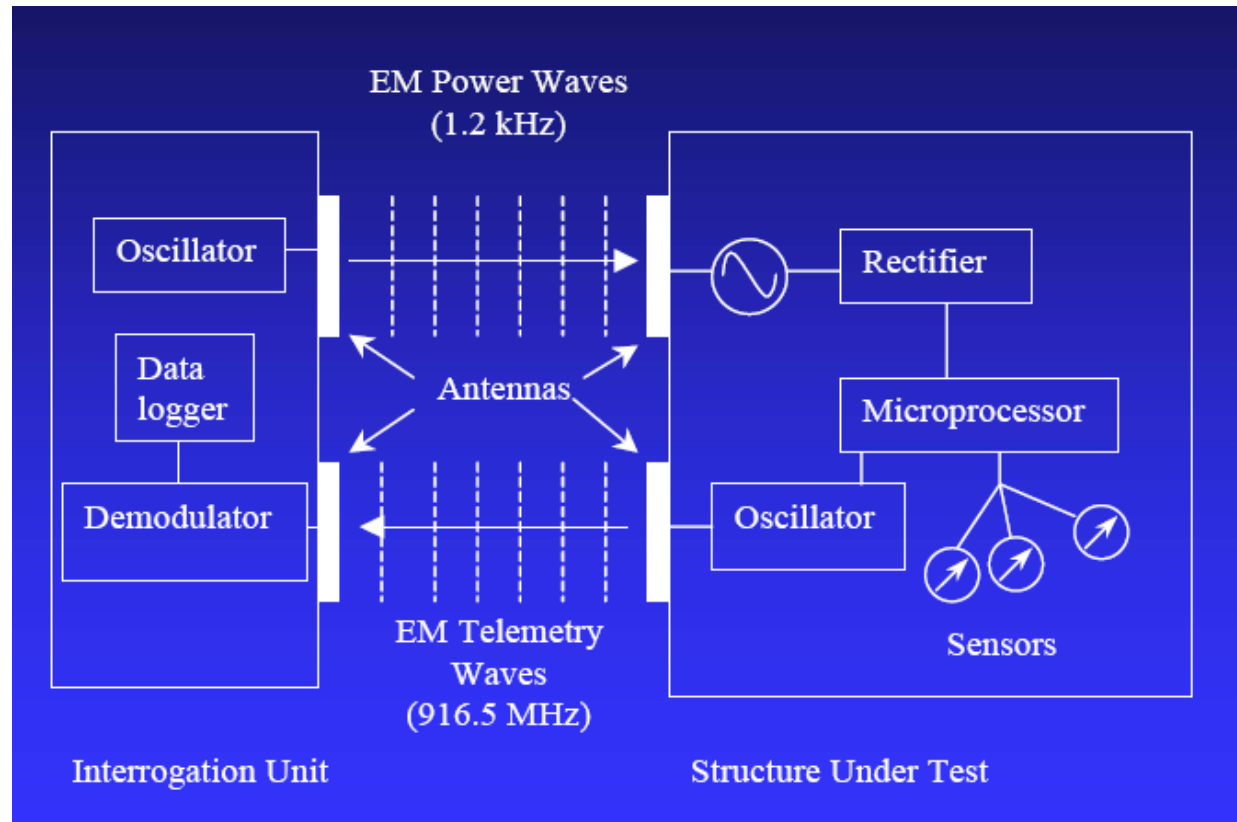 EM Power Waves
(1.2 kHz)
Oscillator
Rectifier
Data
logger
Antennas
Microprocessor
Demodulator
Oscillator
EM Telemetry
Waves
(916.5 MHz)
Sensors
Interrogation Unit
Structure Under Test